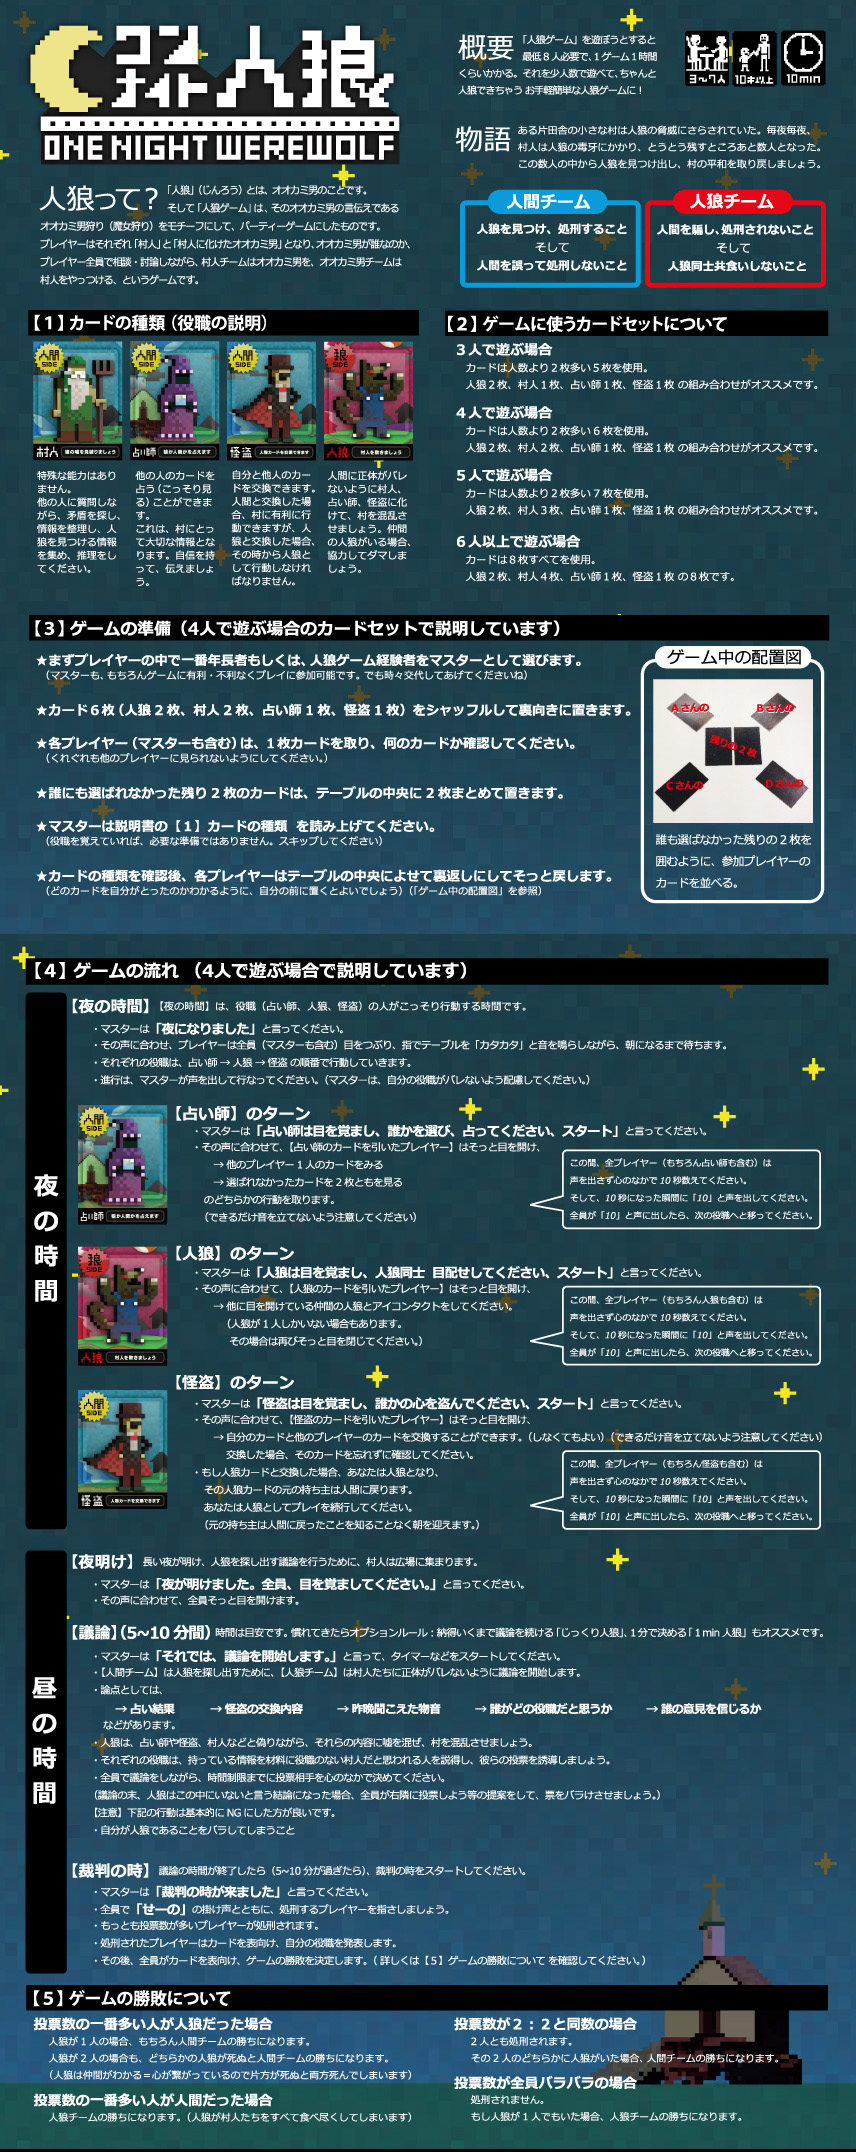 ワンナイト人狼
ONE NIGHT WEREWOLF
人狼って？
「人狼」（じんろう）とは、オオカミ男のことです。
そして「人狼ゲーム」は、そのオオカミ男の言伝えである
オオカミ男狩り（魔女狩り）をモチーフにして、パーティーゲームにしたものです。
プレイヤーはそれぞれ「村人」と「村人に化けたオオカミ男」となり、オオカミ男が誰なのか、
プレイヤー全員で相談・討論しながら、村人チームはオオカミ男を、オオカミ男チームは
村人をやっつける、というゲームです。
概要
「人狼ゲーム」を遊ぼうとすると
最低8人必要で、1ゲーム1時間
くらいかかる。それを少人数で遊べて、ちゃんと
人狼できちゃう お手軽簡単な人狼ゲームに！
3〜7人
10才以上
10min
物語
ある片田舎の小さな村は人狼の脅威にさらされていた。毎夜毎夜、
村人は人狼の毒牙にかかり、とうとう残すところあと数人となった。
この数人の中から人狼を見つけ出し、村の平和を取り戻しましょう。
人間チーム
人狼を見つけ、処刑すること
そして
人間を誤って処刑しないこと
人狼チーム
人間を騙し、処刑されないこと
そして
人狼同士共食いしないこと
【1】カードの種類（役職の説明）
人間SIDE
村人
狼の嘘を見破りましょう
特殊な能力はあり
ません。
他の人に質問しな
がら、矛盾を探し、
情報を整理し、人
狼を見つける情報
を集め、推理をし
てください。
人間SIDE
占い師
狼か人間かを占えます
他の人のカードを
占う（こっそり見
る）ことができま
す。
これは、村にとっ
て大切な情報とな
ります。自信を持
って、伝えましょ
う。
人間SIDE
怪盗
人狼カードを交換できます
自分と他人のカー
ドを交換できます。
人間と交換した場
合、村に有利に行
動できますが、人
狼と交換した場合、
その時から人狼と
して行動しなけれ
ばなりません。
狼SIDE
人狼
村人を欺きましょう
人間に正体がバレ
ないように村人、
占い師、怪盗に化
けて、村を混乱さ
せましょう。仲間
の人狼がいる場合、
協力してダマしま
しょう。
【2】ゲームに使うカードセットについて
3人で遊ぶ場合
カードは人数より2枚多い5枚を使用。
人狼2枚、村人1枚、占い師1枚、怪盗1枚 の組み合わせがオススメです。
4人で遊ぶ場合
カードは人数より2枚多い6枚を使用。
人狼2枚、村人2枚、占い師1枚、怪盗1枚 の組み合わせがオススメです。
5人で遊ぶ場合
カードは人数より2枚多い7枚を使用。
人狼2枚、村人3枚、占い師1枚、怪盗1枚 の組み合わせがオススメです。
6人以上で遊ぶ場合
カードは8枚すべてを使用。
人狼2枚、村人4枚、占い師1枚、怪盗1枚 の8枚です。
【3】ゲームの準備（4人で遊ぶ場合のカードセットで説明しています）
★まずプレイヤーの中で一番年長者もしくは、人狼ゲーム経験者をマスターとして選びます。
（マスターも、もちろんゲームに有利・不利なくプレイに参加可能です。でも時々交代してあげてくださいね）
★カード6枚（人狼2枚、村人2枚、占い師1枚、怪盗1枚）をシャッフルして裏向きに置きます。
★各プレイヤー（マスターも含む）は、1枚カードを取り、何のカードか確認してください。
（くれぐれも他のプレイヤーに見られないようにしてください。）
★誰にも選ばれなかった残り2枚のカードは、テーブルの中央に2枚まとめて置きます。
★マスターは説明書の【1】カードの種類 を読み上げてください。
（役職を覚えていれば、必要な準備ではありません。スキップしてください）
★カードの種類を確認後、各プレイヤーはテーブルの中央によせて裏返しにしてそっと戻します。
（どのカードを自分がとったのかわかるように、自分の前に置くとよいでしょう）（「ゲーム中の配置図」を参照）
ゲーム中の配置図
Aさんの
Bさんの
残りの2枚
Cさんの
Dさんの
誰も選ばなかった残りの2枚を
囲むように、参加プレイヤーの
カードを並べる。
【4】ゲームの流れ （4人で遊ぶ場合で説明しています）
夜の時間
【夜の時間】【夜の時間】は、役職（占い師、人狼、怪盗）の人がこっそり行動する時間です。
・マスターは「夜になりました」と言ってください。
・その声に合わせ、プレイヤーは全員（マスターも含む）目をつぶり、指でテーブルを「カタカタ」と音を鳴らしながら、朝になるまで待ちます。
・それぞれの役職は、占い師 → 人狼 → 怪盗 の順番で行動していきます。
・進行は、マスターが声を出して行なってください。（マスターは、自分の役職がバレないよう配慮してください。）
人間SIDE
占い師
狼か人間かを占えます
【占い師】のターン
・マスターは「占い師は目を覚まし、誰かを選び、占ってください、スタート」と言ってください。
・その声に合わせて、【占い師のカードを引いたプレイヤー】はそっと目を開け、
→ 他のプレイヤー1人のカードをみる
→ 選ばれなかったカードを2枚ともを見る
のどちらかの行動を取ります。
（できるだけ音を立てないよう注意してください）
この間、全プレイヤー（もちろん占い師も含む）は
声を出さず心のなかで10秒数えてください。
そして、10秒になった瞬間に「10」と声を出してください。
全員が「10」と声に出したら、次の役職へと移ってください。
狼SIDE
人狼
村人を欺きましょう
【人狼】のターン
・マスターは「人狼は目を覚まし、人狼同士 目配せしてください、スタート」と言ってください。
・その声に合わせて、【人狼のカードを引いたプレイヤー】はそっと目を開け、
→ 他に目を開けている仲間の人狼とアイコンタクトをしてください。
（人狼が1人しかいない場合もあります。
その場合は再びそっと目を閉じてください。）
この間、全プレイヤー（もちろん人狼も含む）は
声を出さず心のなかで10秒数えてください。
そして、10秒になった瞬間に「10」と声を出してください。
全員が「10」と声に出したら、次の役職へと移ってください。
人間SIDE
怪盗
人狼カードを交換できます
【怪盗】のターン
・マスターは「怪盗は目を覚まし、誰かの心を盗んでください、スタート」と言ってください。
・その声に合わせて、【怪盗のカードを引いたプレイヤー】はそっと目を開け、
→ 自分のカードと他のプレイヤーのカードを交換することができます。（しなくてもよい）（できるだけ音を立てないよう注意してください）
交換した場合、そのカードを忘れずに確認してください。
・もし人狼カードと交換した場合、あなたは人狼となり、
その人狼カードの元の持ち主は人間に戻ります。
あなたは人狼としてプレイを続行してください。
（元の持ち主は人間に戻ったことを知ることなく朝を迎えます。）
この間、全プレイヤー（もちろん怪盗も含む）は
声を出さず心のなかで10秒数えてください。
そして、10秒になった瞬間に「10」と声を出してください。
全員が「10」と声に出したら、次の役職へと移ってください。
昼の時間
【夜明け】 長い夜が明け、人狼を探し出す議論を行うために、村人は広場に集まります。
・マスターは「夜が明けました。全員、目を覚ましてください。」と言ってください。
・その声に合わせて、全員そっと目を開けます。
【議論】（5~10分間）時間は目安です。慣れてきたらオプションルール：納得いくまで議論を続ける「じっくり人狼」、1分で決める「1min人狼」もオススメです。
・マスターは「それでは、議論を開始します。」と言って、タイマーなどをスタートしてください。
・【人間チーム】は人狼を探し出すために、【人狼チーム】は村人たちに正体がバレないように議論を開始します。
・論点としては、
→ 占い結果 → 怪盗の交換内容 → 昨晩聞こえた物音 → 誰がどの役職だと思うか → 誰の意見を信じるか
などがあります。
・人狼は、占い師や怪盗、村人などと偽りながら、それらの内容に嘘を混ぜ、村を混乱させましょう。
・それぞれの役職は、持っている情報を材料に役職のない村人だと思われる人を説得し、彼らの投票を誘導しましょう。
・全員で議論をしながら、時間制限までに投票相手を心のなかで決めてください。
（議論の末、人狼はこの中にいないと言う結論になった場合、全員が右隣に投票しよう等の提案をして、票をバラけさせましょう。）
【注意】下記の行動は基本的にNGにした方が良いです。
・自分が人狼であることをバラしてしまうこと
【裁判の時】 議論の時間が終了したら（5~10分が過ぎたら）、裁判の時をスタートしてください。
・マスターは「裁判の時が来ました」と言ってください。
・全員で「せーの」の掛け声とともに、処刑するプレイヤーを指さしましょう。
・もっとも投票数が多いプレイヤーが処刑されます。
・処刑されたプレイヤーはカードを表向け、自分の役職を発表します。
・その後、全員がカードを表向け、ゲームの勝敗を決定します。（ 詳しくは【5】ゲームの勝敗について を確認してください。）
【5】ゲームの勝敗について
投票数の一番多い人が人狼だった場合
人狼が1人の場合、もちろん人間チームの勝ちになります。
人狼が2人の場合も、どちらかの人狼が死ぬと人間チームの勝ちになります。
（人狼は仲間がわかる＝心が繋がっているので片方が死ぬと両方死んでしまいます）
投票数の一番多い人が人間だった場合
人狼チームの勝ちになります。（人狼が村人たちをすべて食べ尽くしてしまいます）
投票数が2：2と同数の場合
2人とも処刑されます。
その2人のどちらかに人狼がいた場合、人間チームの勝ちになります。
投票数が全員バラバラの場合
処刑されません。
もし人狼が1人でもいた場合、人狼チームの勝ちになります。